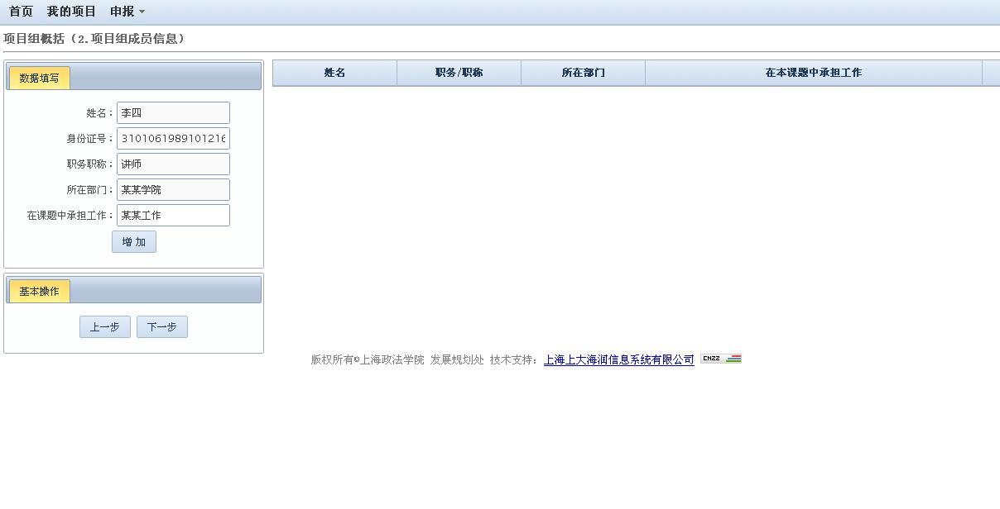 首页 我的项目 申报
项目组概括（2.项目组成员信息）
数据填写
姓名： 李四
身份证号： 3101061989101216
职务职称： 讲师
所在部门： 某某学院
在课题中承担工作： 某某工作
增 加
基本操作
上一步 下一步
姓名 职务/职称 所在部门 在本课题中承担工作
版权所有©上海政法学院 发展规划处 技术支持： 上海上大海润信息系统有限公司 CNZZ